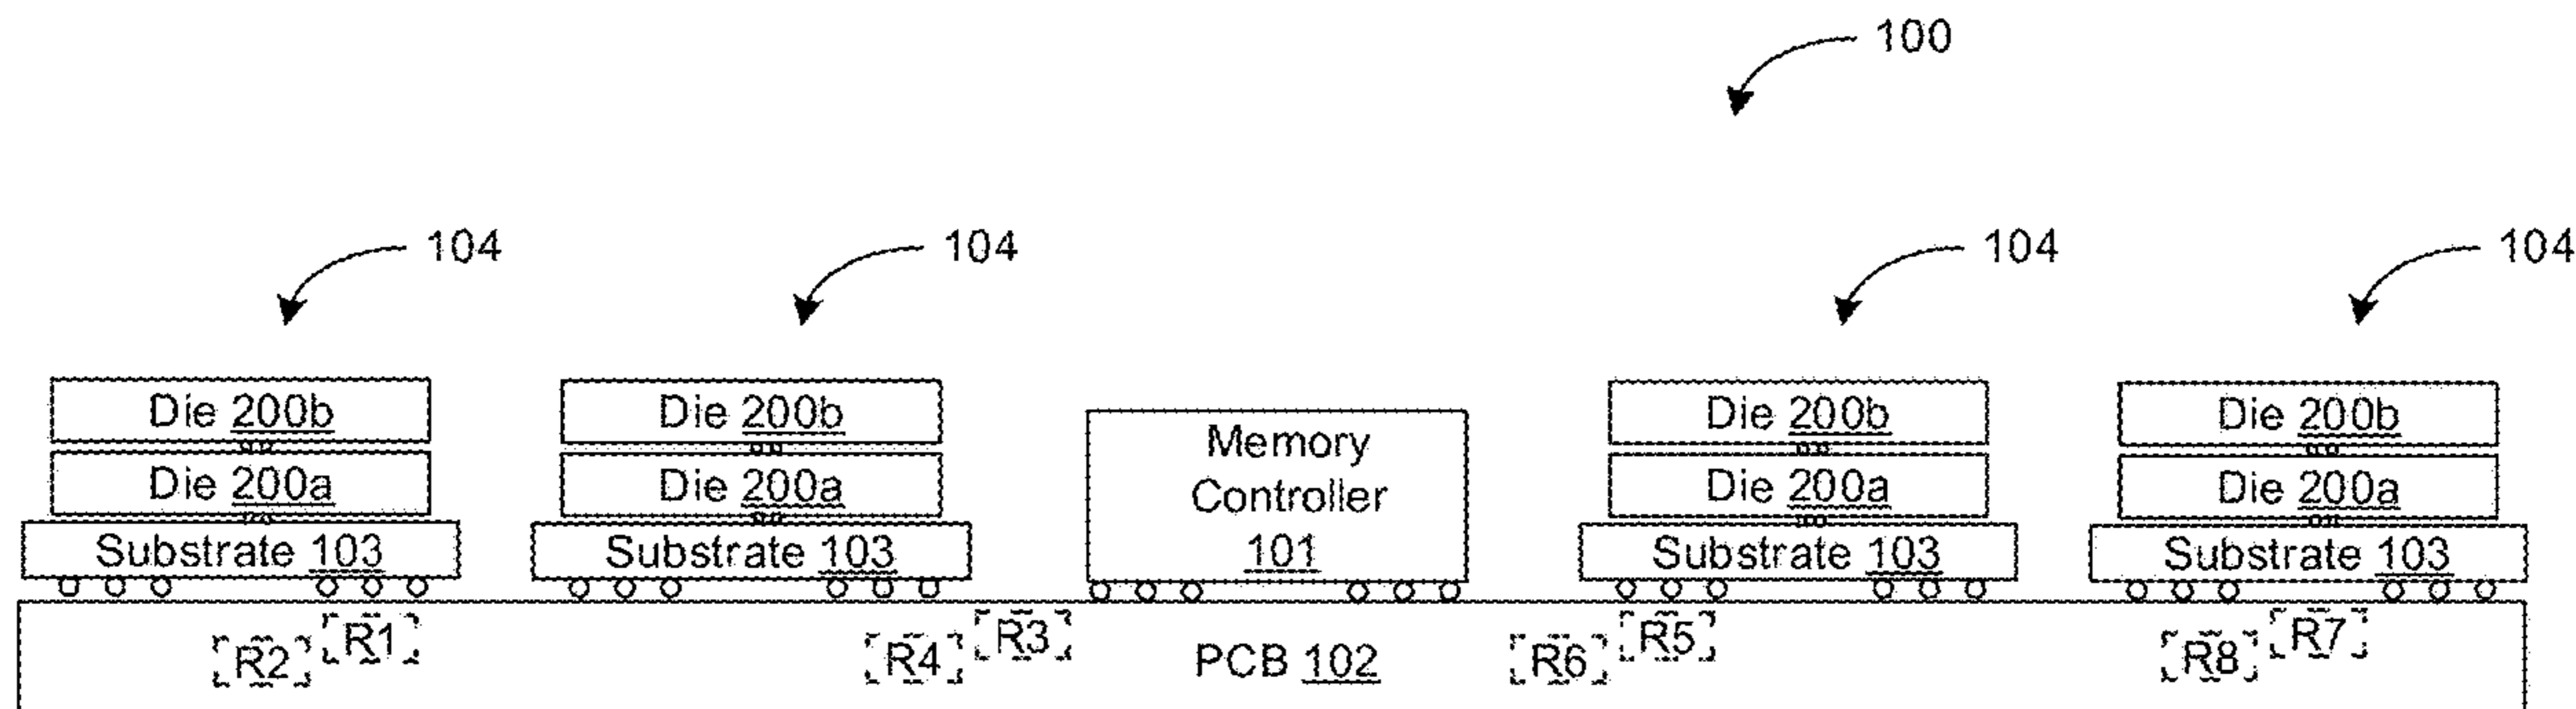 100
104 104 104 104
Die 200b Die 200b Die 200b Die 200b
Memory
Die 200a Die 200a Die 200a Die 200a
Controller
Substrate 103 Substrate 103 101 Substrate 103 Substrate 103
R1 R3 R5 R7
R2 R4 PCB 102 R6 R8